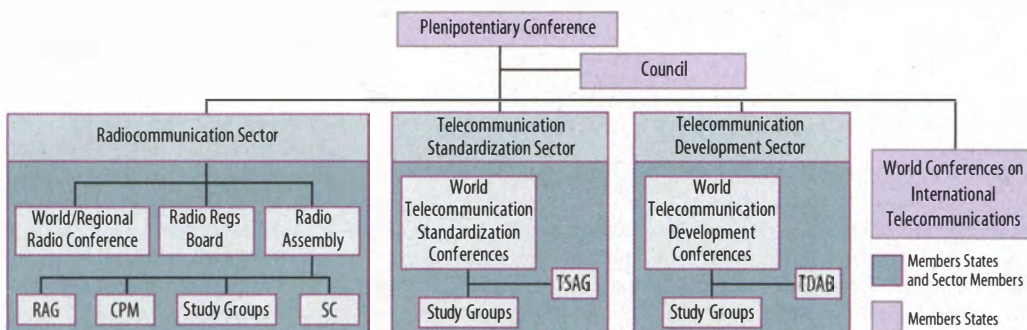 Plenipotentiary Conference
Council
Radiocommunication Sector
World/Regional
Radio Conference
Radio Regs
Board
Radio
Assembly
RAG
CPM
Study Groups
SC
Telecommunication
Standardization Sector
World
Telecommunication
Standardization
Conferences
TSAG
Study Groups
Telecommunication
Development Sector
World
Telecommunication
Development
Conferences
TDAB
Study Groups
World Conferences on
International
Telecommunications
Members States
and Sector Members
Members States